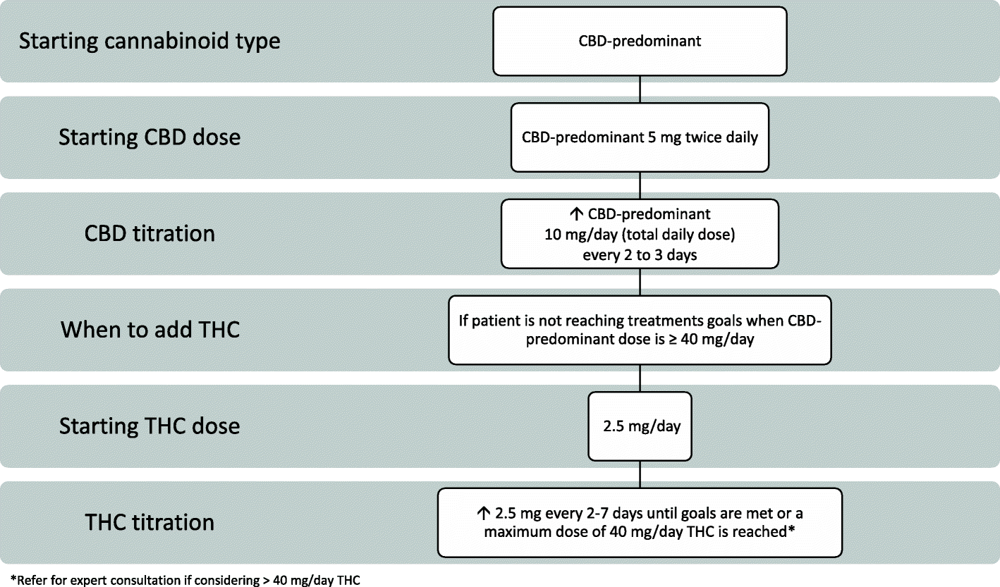 Starting cannabinoid type
CBD-predominant
Starting CBD dose
CBD-predominant 5 mg twice daily
CBD titration
↑ CBD-predominant
10 mg/day (total daily dose)
every 2 to 3 days
When to add THC
If patient is not reaching treatments goals when CBD-
predominant dose is ≥ 40 mg/day
Starting THC dose
2.5 mg/day
THC titration
↑ 2.5 mg every 2-7 days until goals are met or a
maximum dose of 40 mg/day THC is reached*
*Refer for expert consultation if considering > 40 mg/day THC